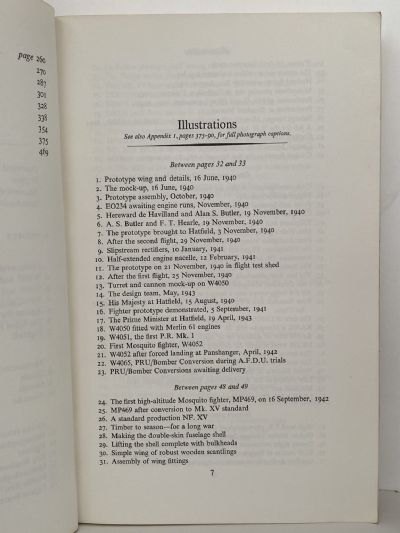 page 260
270
287
301
328
338
354
375
469
Illustrations
See also Appendix 1, pages 375-90, for full photograph captions.
Between pages 32 and 33
1. Prototype wing and details, 16 June, 1940
2. The mock-up, 16 June, 1940
3. Prototype assembly, October, 1940
4. EO234 awaiting engine runs, November, 1940
5. Hereward de Havilland and Alan S. Butler, 19 November, 1940
6. A. S. Butler and F. T. Hearle, 19 November, 1940
7. The prototype brought to Hatfield, 3 November, 1940
8. After the second flight, 29 November, 1940
9. Slipstream rectifiers, 10 January, 1941
10. Half-extended engine nacelle, 12 February, 1941
11. The prototype on 21 November, 1940 in flight test shed
12. After the first flight, 25 November, 1940
13. Turret and cannon mock-up on W4050
14. The design team, May, 1943
15. His Majesty at Hatfield, 15 August, 1940
16. Fighter prototype demonstrated, 5 September, 1941
17. The Prime Minister at Hatfield, 19 April, 1943
18. W4050 fitted with Merlin 61 engines
19. W4051, the first P.R. Mk. 1
20. First Mosquito fighter, W4052
21. W4052 after forced landing at Panshanger, April, 1942
22. W4065, PRU/Bomber Conversion during A.F.D.U. trials
23. PRU/Bomber Conversions awaiting delivery
Between pages 48 and 49
24. The first high-altitude Mosquito fighter, MP469, on 16 September, 1942
25. MP469 after conversion to Mk. XV standard
26. A standard production NF. XV
27. Timber to season—for a long war
28. Making the double-skin fuselage shell
29. Lifting the shell complete with bulkheads
30. Simple wing of robust wooden scantlings
31. Assembly of wing fittings
7